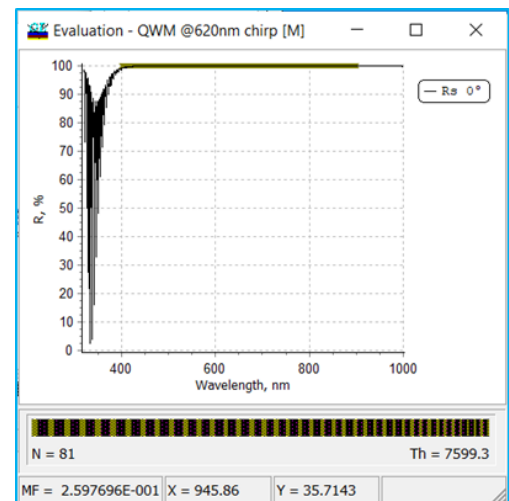 Evaluation - QWM @620nm chirp [M]
100
90
80
70
60
50
40
30
20
10
0
R, %
Rs 0°
400
600
800
1000
Wavelength, nm
N = 81
Th = 7599.3
MF = 2.597696E-001
X = 945.86
Y = 35.7143